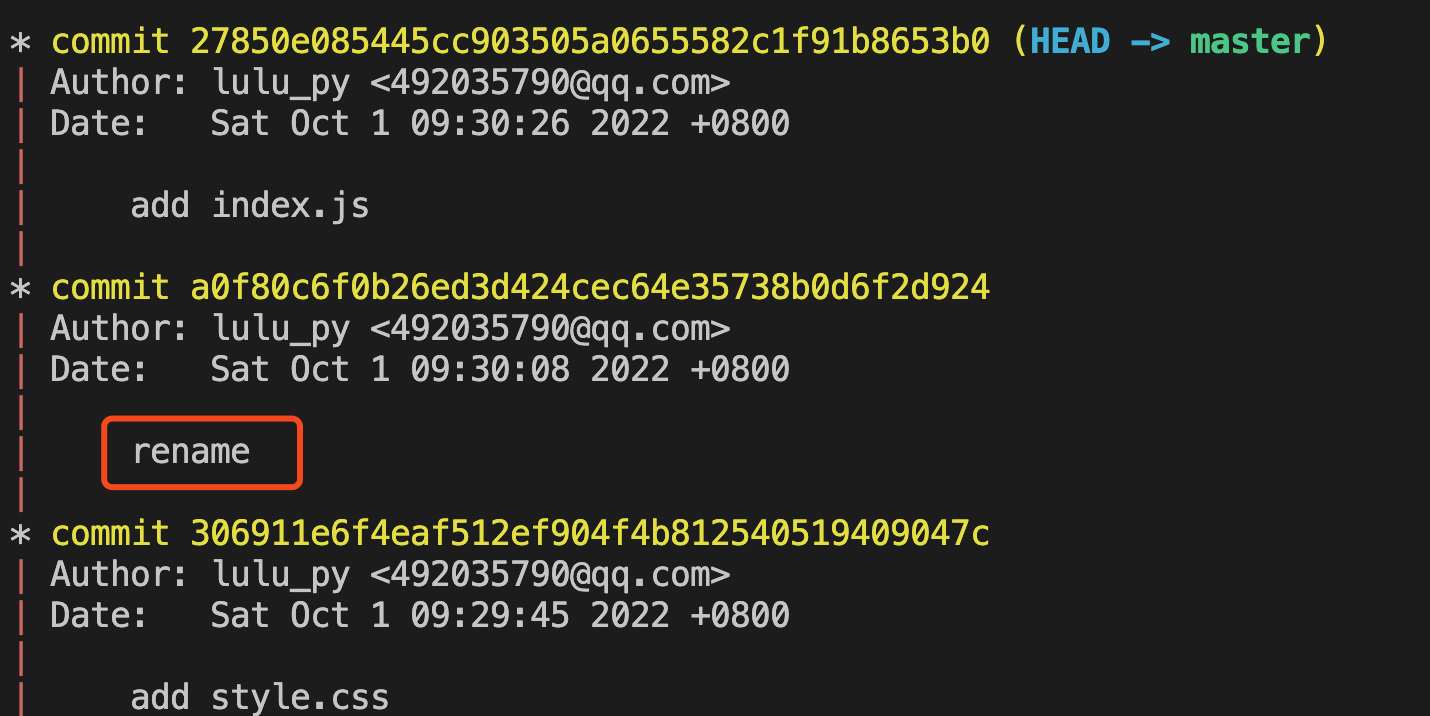 * commit 27850e085445cc903505a0655582c1f91b8653b0 (HEAD -> master)
| Author: lulu_py <492035790@qq.com>
| Date:   Sat Oct 1 09:30:26 2022 +0800
|
|     add index.js
|
* commit a0f80c6f0b26ed3d424cec64e35738b0d6f2d924
| Author: lulu_py <492035790@qq.com>
| Date:   Sat Oct 1 09:30:08 2022 +0800
|
|     rename
|
* commit 306911e6f4eaf512ef904f4b812540519409047c
| Author: lulu_py <492035790@qq.com>
| Date:   Sat Oct 1 09:29:45 2022 +0800
|
|     add style.css